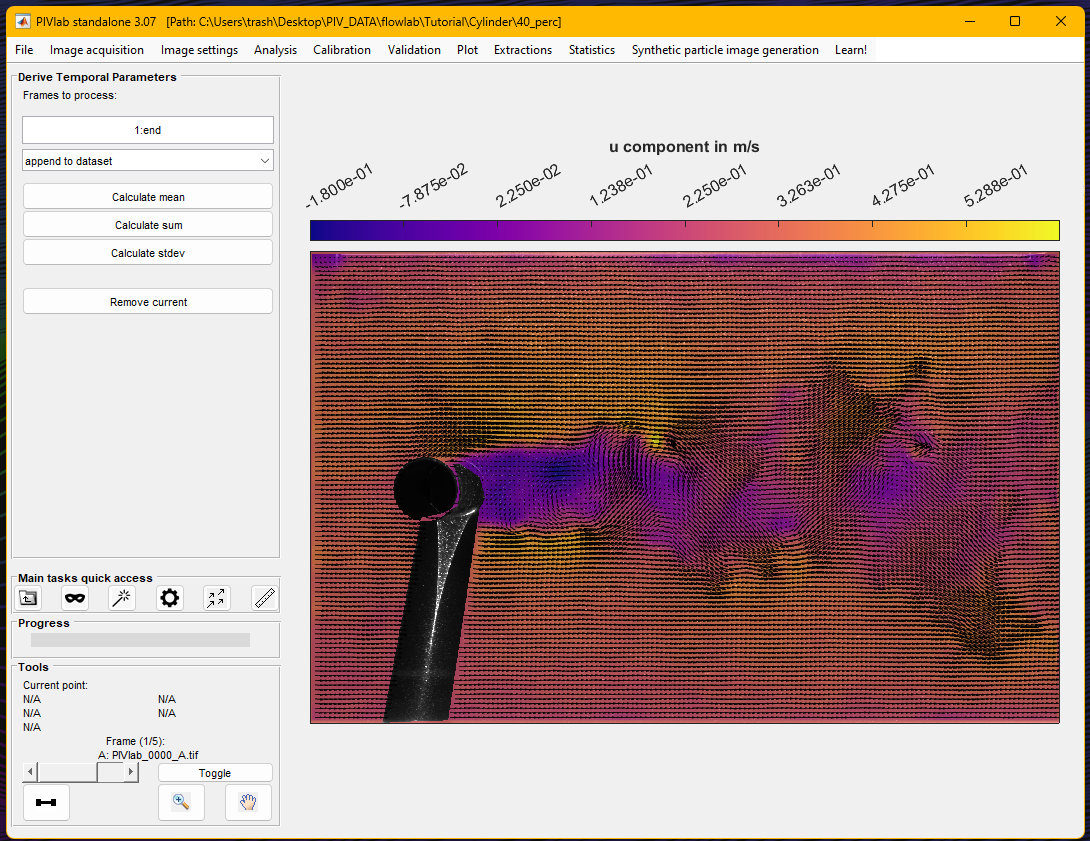 PIVlab standalone 3.07   [Path: C:\Users\trash\Desktop\PIV_DATA\flowlab\Tutorial\Cylinder\40_perc]
File Image acquisition Image settings Analysis Calibration Validation Plot Extractions Statistics Synthetic particle image generation Learn!
Derive Temporal Parameters
Frames to process:
1:end
append to dataset
Calculate mean
Calculate sum
Calculate stdev
Remove current
u component in m/s
-1.800e-01 -7.875e-02 2.250e-02 1.238e-01 2.250e-01 3.263e-01 4.275e-01 5.288e-01
Main tasks quick access
Progress
Tools
Current point:
N/A N/A
N/A N/A
N/A
Frame (1/5):
A: PIVlab_0000_A.tif
Toggle